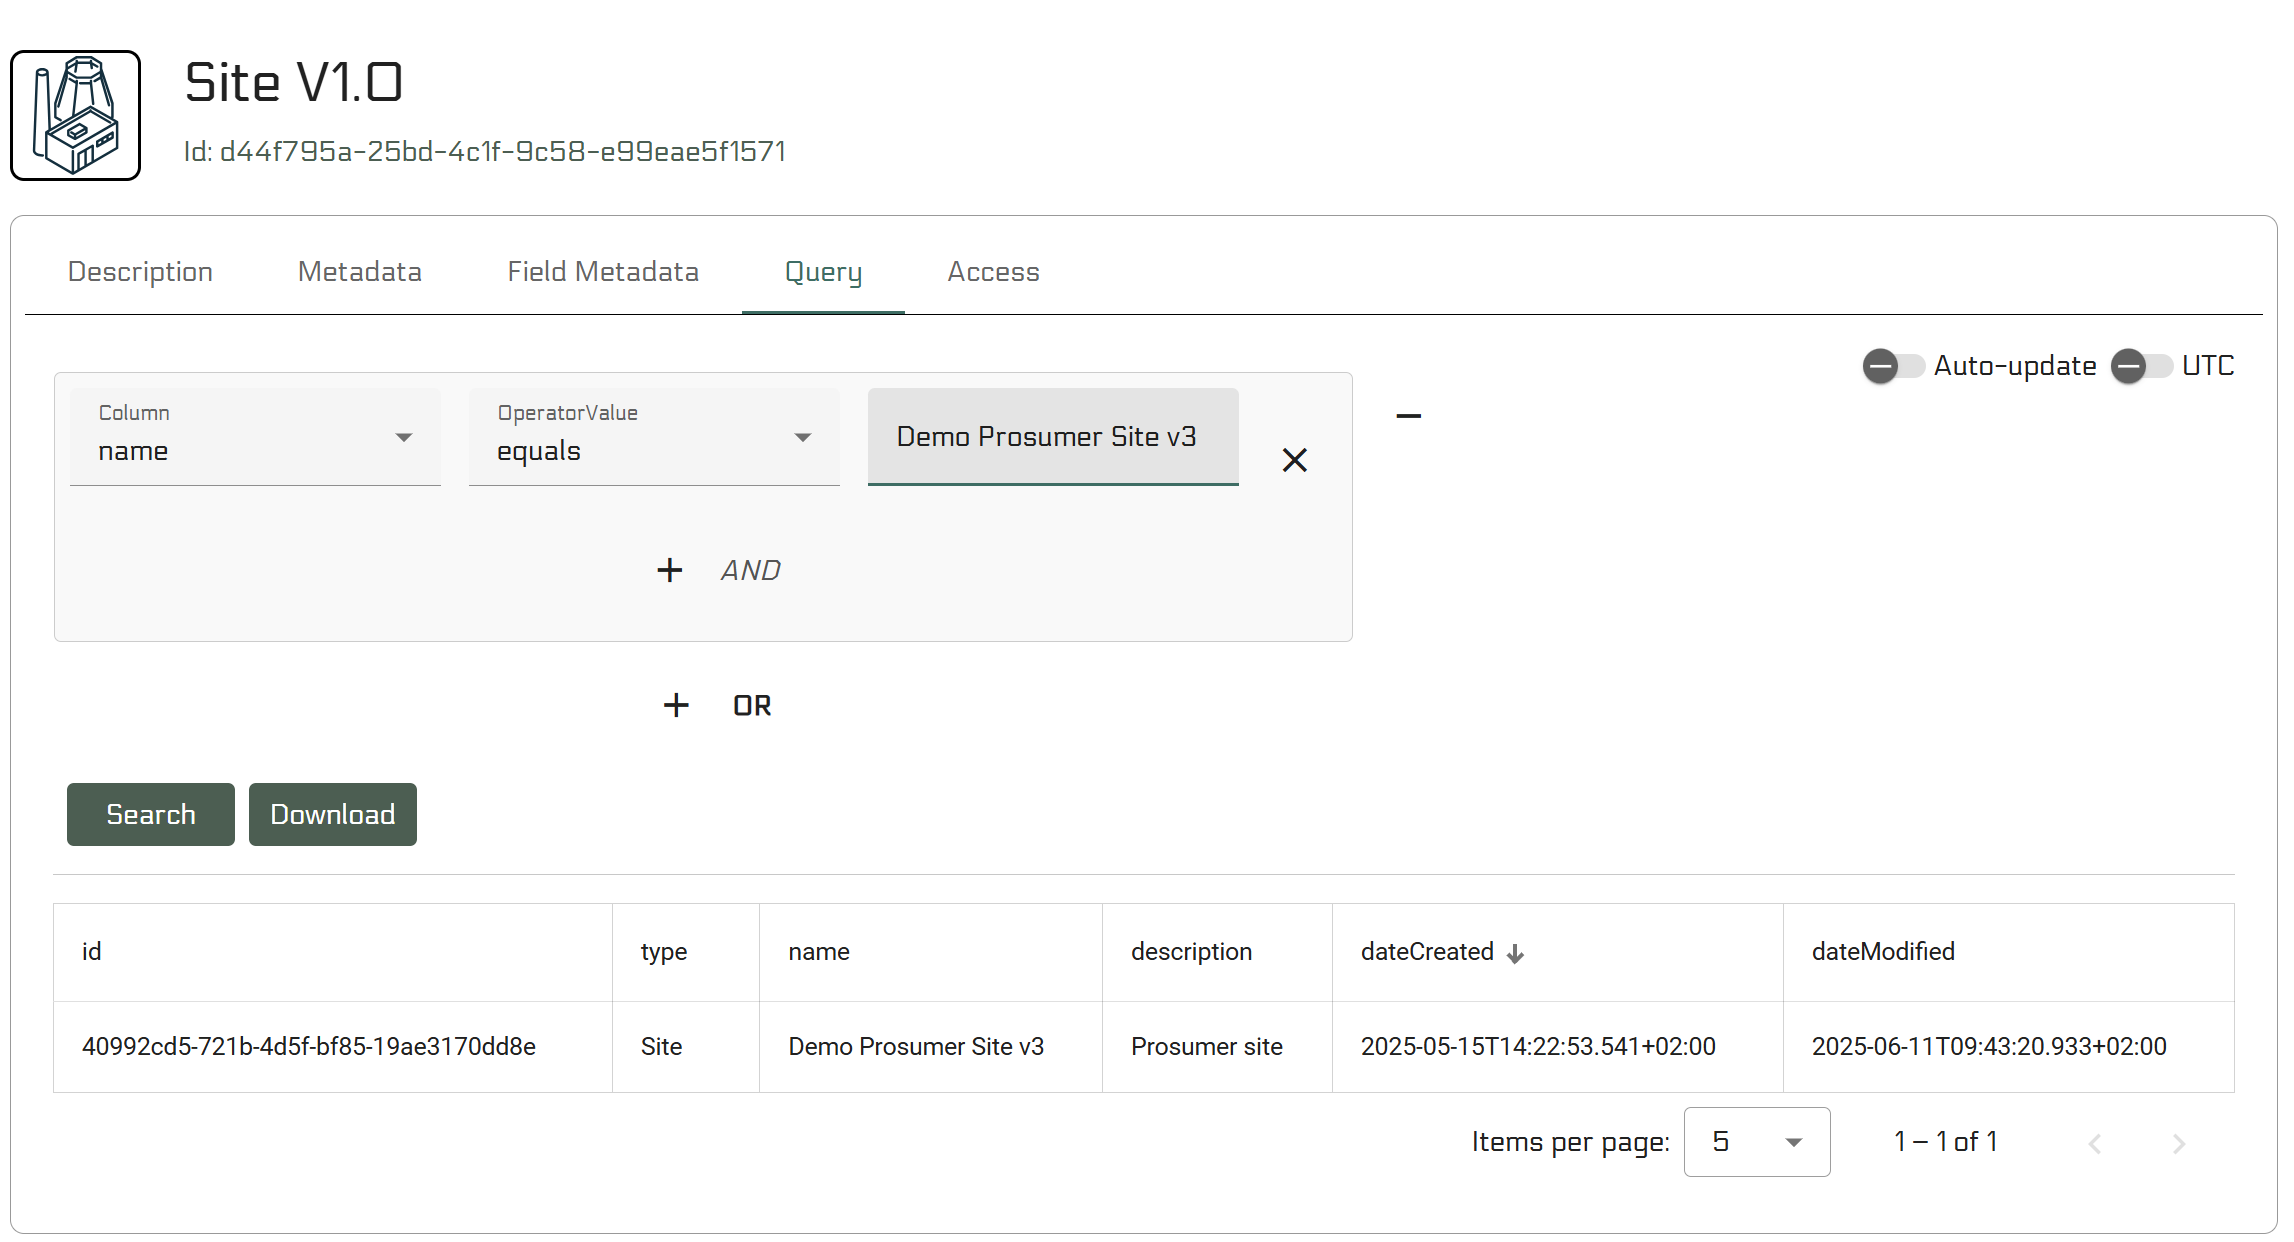 Site V1.0
Id: d44f795a-25bd-4c1f-9c58-e99eae5f1571
Description Metadata Field Metadata Query Access
Auto-update UTC
Column OperatorValue
name equals Demo Prosumer Site v3
AND
OR
Search Download
id type name description dateCreated dateModified
40992cd5-721b-4d5f-bf85-19ae3170dd8e Site Demo Prosumer Site v3 Prosumer site 2025-05-15T14:22:53.541+02:00 2025-06-11T09:43:20.933+02:00
Items per page: 5 1 – 1 of 1